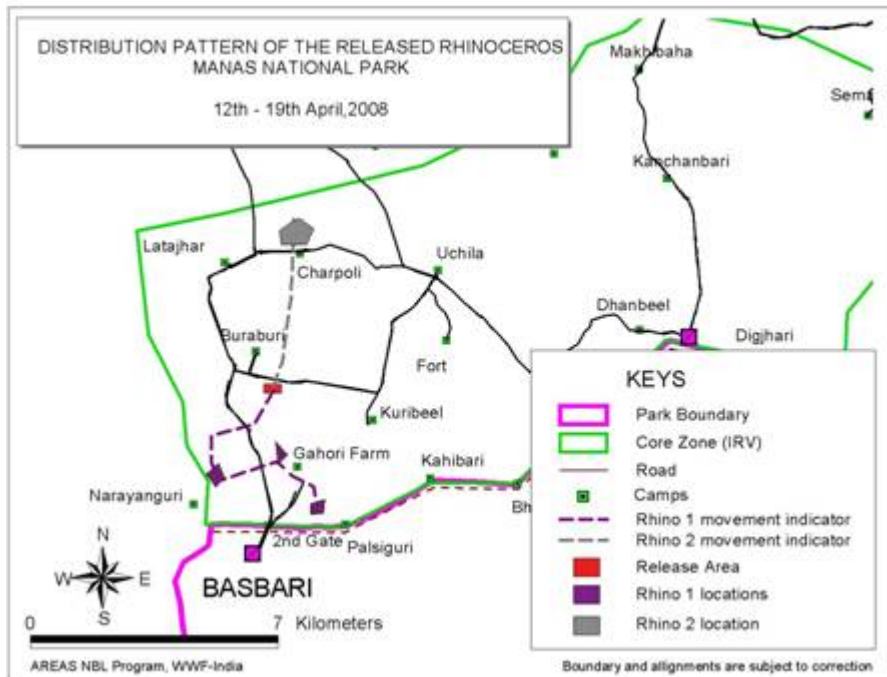 DISTRIBUTION PATTERN OF THE RELEASED RHINOCEROS
MANAS NATIONAL PARK
12th - 19th April,2008
Makhibaha
Kanchanbari
Latajhar
Charpoli
Uchila
Dhanbeel
Digjhari
Buraburi
Fort
Kuribeel
Gahori Farm
Kahibari
Narayanguri
2nd Gate
Palsiguri
BASBARI
N
W
E
S
0
7
Kilometers
KEYS
Park Boundary
Core Zone (IRV)
Road
Camps
Rhino 1 movement indicator
Rhino 2 movement indicator
Release Area
Rhino 1 locations
Rhino 2 location
AREAS NBL Program, WWF-India
Boundary and allignments are subject to correction